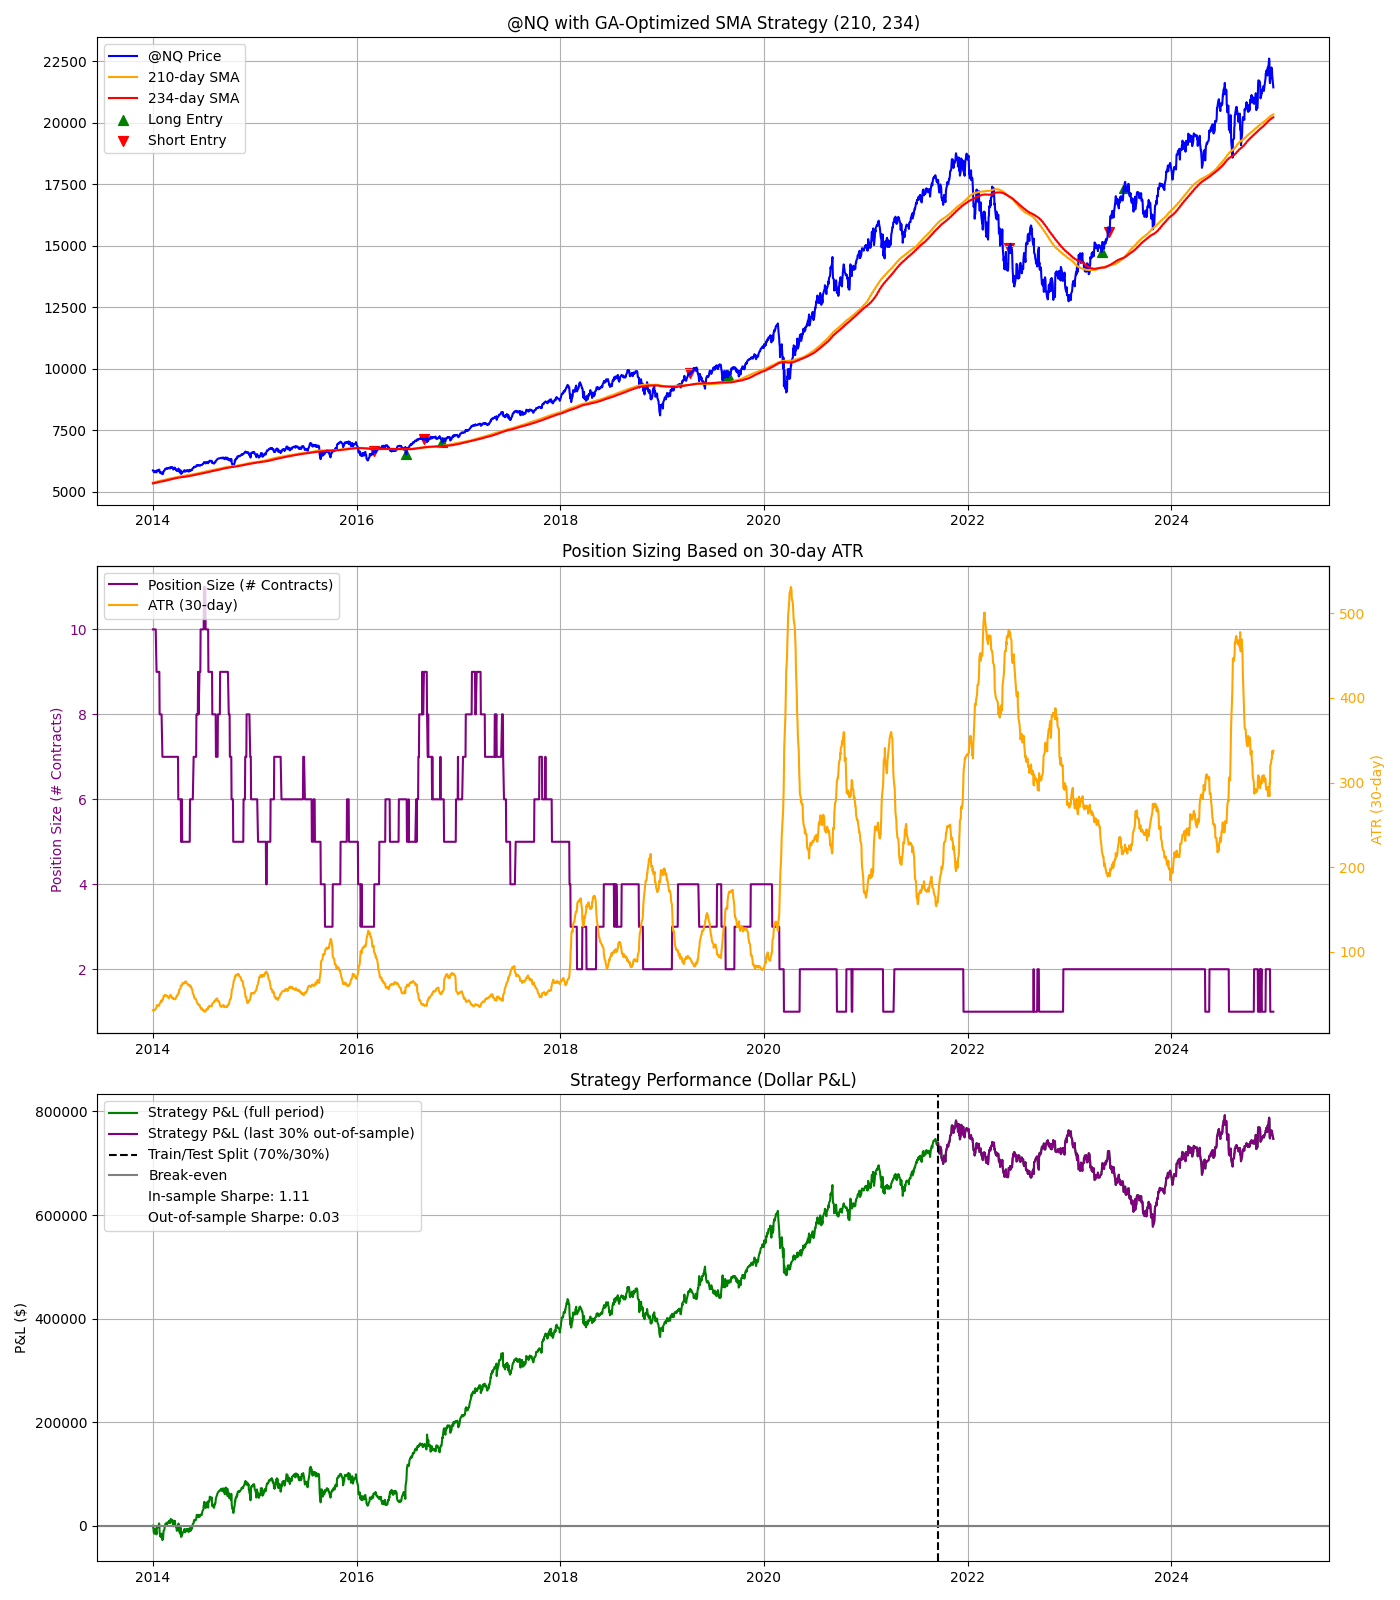 @NQ with GA-Optimized SMA Strategy (210, 234)
@NQ Price
210-day SMA
234-day SMA
Long Entry
Short Entry
22500
20000
17500
15000
12500
10000
7500
5000
2014 2016 2018 2020 2022 2024
Position Sizing Based on 30-day ATR
Position Size (# Contracts)
ATR (30-day)
Position Size (# Contracts)
10
8
6
4
2
500
400
300
200
100
ATR (30-day)
2014 2016 2018 2020 2022 2024
Strategy Performance (Dollar P&L)
Strategy P&L (full period)
Strategy P&L (last 30% out-of-sample)
Train/Test Split (70%/30%)
Break-even
In-sample Sharpe: 1.11
Out-of-sample Sharpe: 0.03
P&L ($)
800000
600000
400000
200000
0
2014 2016 2018 2020 2022 2024